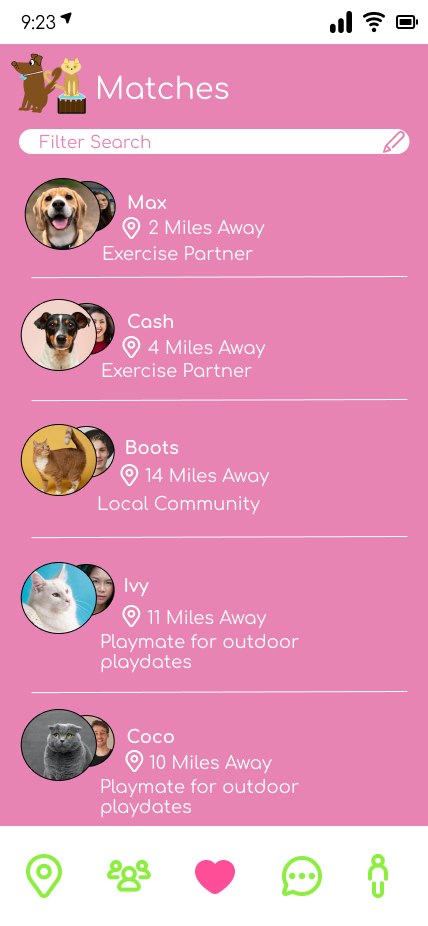 9:23
Matches
Filter Search
Max
2 Miles Away
Exercise Partner
Cash
4 Miles Away
Exercise Partner
Boots
14 Miles Away
Local Community
Ivy
11 Miles Away
Playmate for outdoor
playdates
Coco
10 Miles Away
Playmate for outdoor
playdates